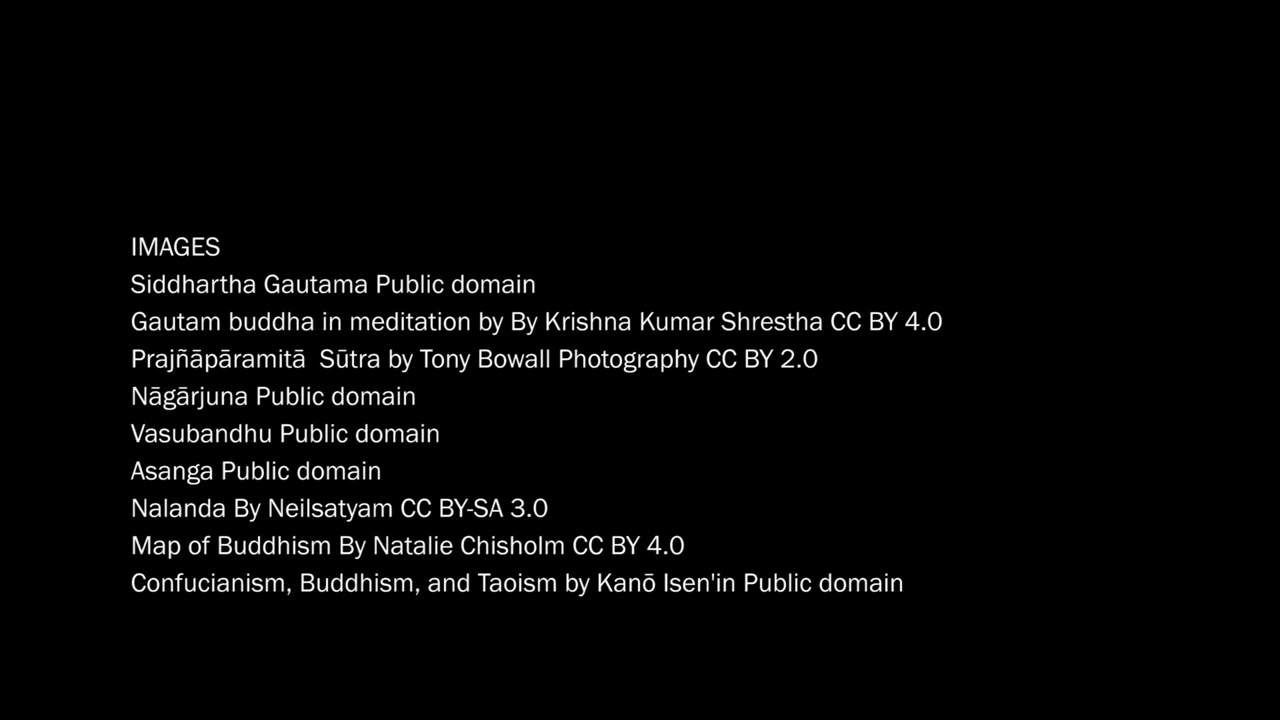 IMAGES
Siddhartha Gautama Public domain
Gautam buddha in meditation by By Krishna Kumar Shrestha CC BY 4.0
Prajñāpāramitā  Sūtra by Tony Bowall Photography CC BY 2.0
Nāgārjuna Public domain
Vasubandhu Public domain
Asanga Public domain
Nalanda By Neilsatyam CC BY-SA 3.0
Map of Buddhism By Natalie Chisholm CC BY 4.0
Confucianism, Buddhism, and Taoism by Kanō Isen'in Public domain